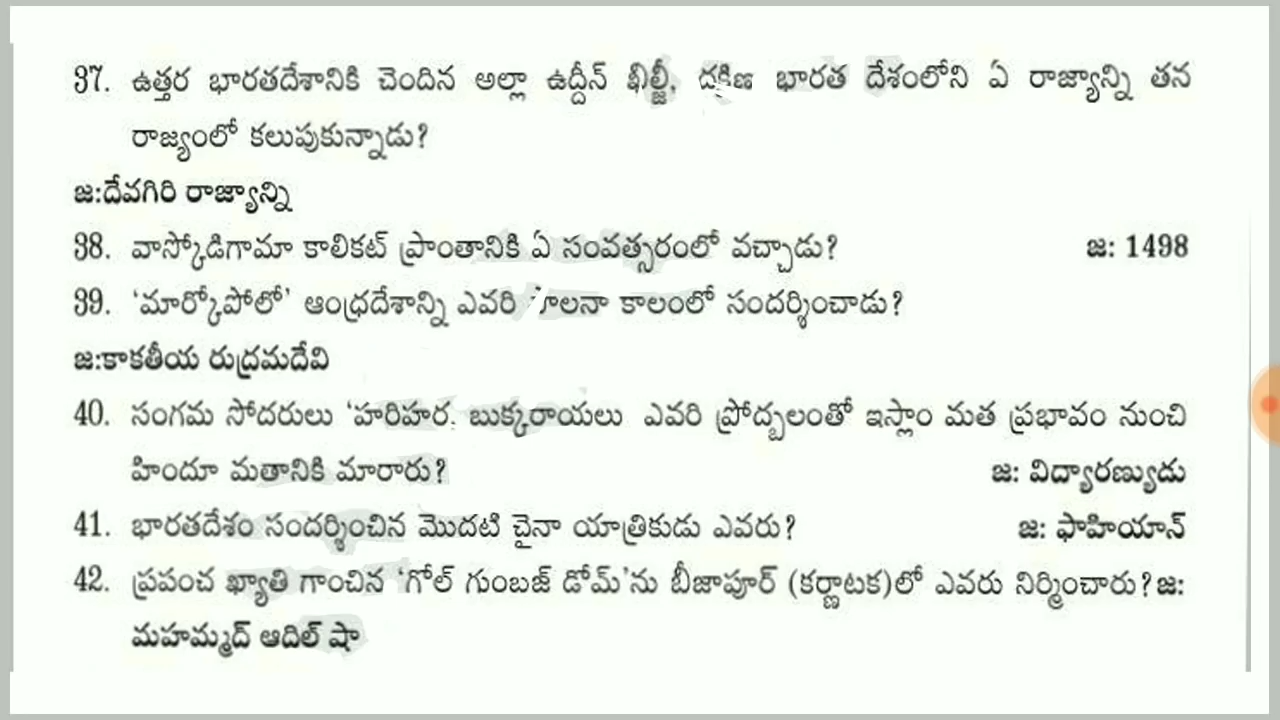 37. ఉత్తర భారతదేశానికి చెందిన అల్లా ఉద్దీన్ ఖిల్జీ, దక్షిణ భారత దేశంలోని ఏ రాజ్యాన్ని తన
రాజ్యంలో కలుపుకున్నాడు?
జ:దేవగిరి రాజ్యాన్ని
38. వాస్కోడిగామా కాలికట్ ప్రాంతానికి ఏ సంవత్సరంలో వచ్చాడు? జ: 1498
39. ‘మార్కోపోలో’ ఆంధ్రదేశాన్ని ఎవరి పాలనా కాలంలో సందర్శించాడు?
జ:కాకతీయ రుద్రమదేవి
40. సంగమ సోదరులు ‘హరిహర. బుక్కరాయలు ఎవరి ప్రోద్బలంతో ఇస్లాం మత ప్రభావం నుంచి
హిందూ మతానికి మారారు? జ: విద్యారణ్యుడు
41. భారతదేశం సందర్శించిన మొదటి చైనా యాత్రికుడు ఎవరు? జ: ఫాహియాన్
42. ప్రపంచ ఖ్యాతి గాంచిన ‘గోల్ గుంబజ్ డోమ్’ను బీజాపూర్ (కర్ణాటక)లో ఎవరు నిర్మించారు? జ:
మహమ్మద్ ఆదిల్ షా